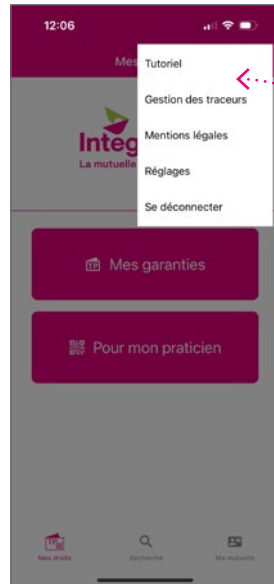 12:06
Mes
Tutoriel
Gestion des traceurs
Mentions légales
Réglages
Se déconnecter
Integ
La mutuelle
TP Mes garanties
Pour mon praticien
Mes droits
Recherche
Ma mutuelle